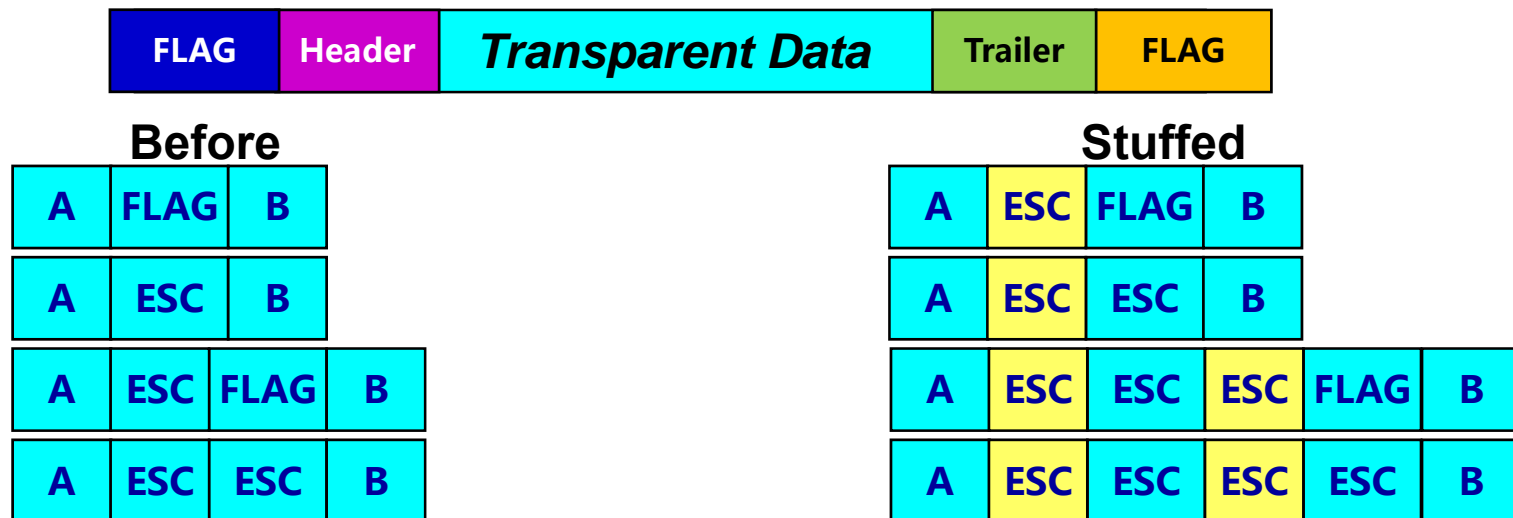 FLAG Header Transparent Data Trailer FLAG
Before Stuffed
A FLAG B A ESC FLAG B
A ESC B A ESC ESC B
A ESC FLAG B A ESC ESC ESC FLAG B
A ESC ESC B A ESC ESC ESC ESC B